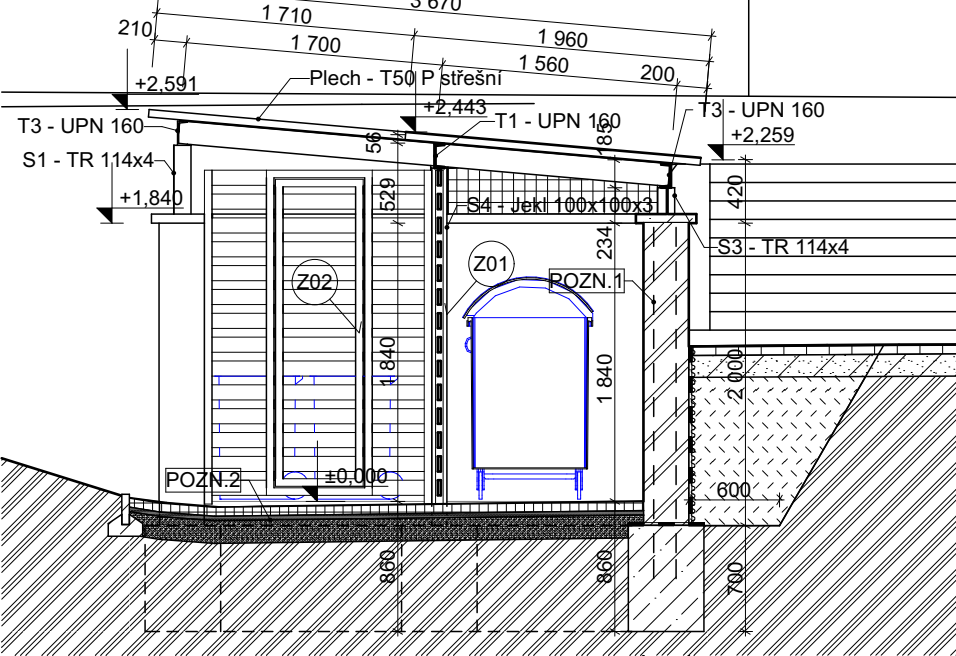 3 670
1 710
1 960
210
1 700
1 560
200
+2,591
Plech - T50 P střešní
+2,443
T3 - UPN 160
T3 - UPN 160
T1 - UPN 160
+2,259
56
185
S1 - TR 114x4
+1,840
529
S4 - Jekl 100x100x3
420
234
S3 - TR 114x4
Z02
Z01
POZN.1
1 840
1 840
2 000
POZN.2
±0,000
600
860
860
700